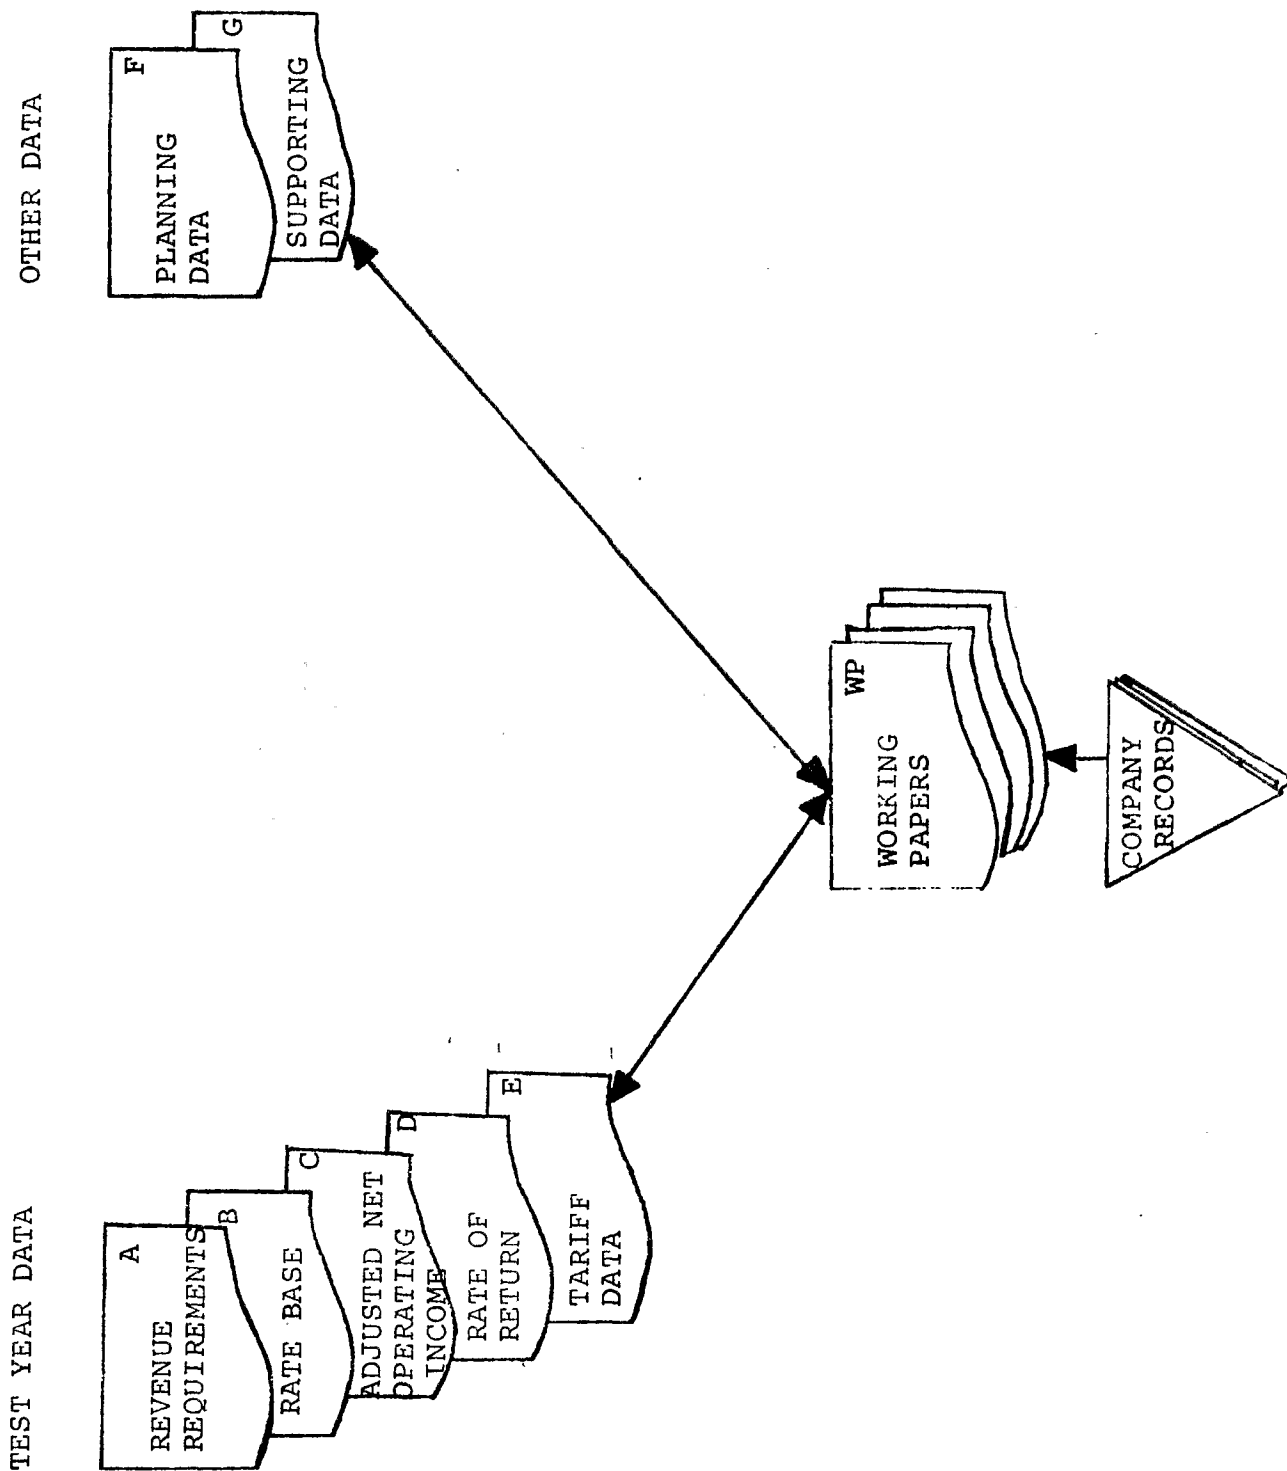 TEST YEAR DATA
A
REVENUE
REQUIREMENTS
B
RATE BASE
C
ADJUSTED NET
OPERATING
INCOME
D
RATE OF
RETURN
E
TARIFF
DATA
OTHER DATA
F
PLANNING
DATA
G
SUPPORTING
DATA
WP
WORKING
PAPERS
COMPANY
RECORDS